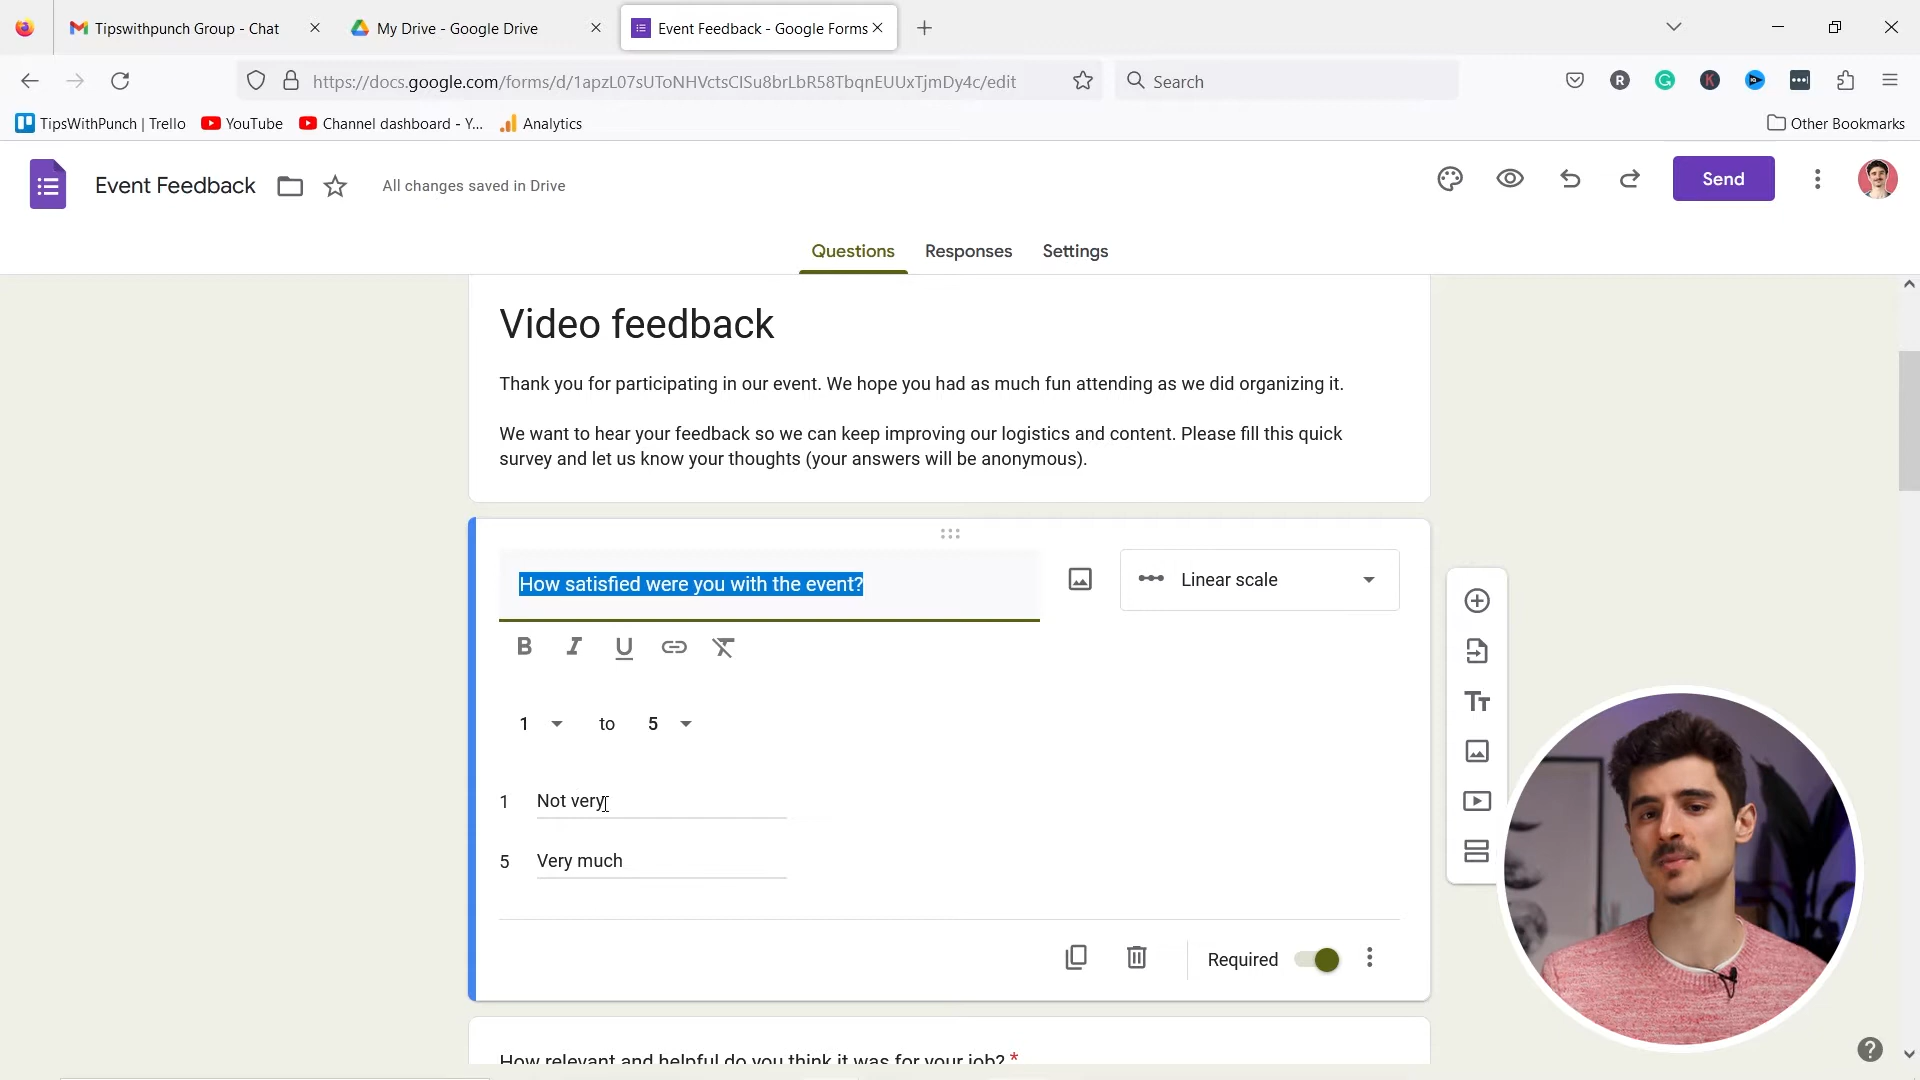 Tipswithpunch Group - Chat
My Drive - Google Drive
Event Feedback - Google Forms
https://docs.google.com/forms/d/1apzL07sUToNHVctsCISu8brLbR58TbqnEUUxTjmDy4c/edit
Search
TipsWithPunch | Trello
YouTube
Channel dashboard - Y...
Analytics
Other Bookmarks
Event Feedback
All changes saved in Drive
Send
Questions
Responses
Settings
Video feedback
Thank you for participating in our event. We hope you had as much fun attending as we did organizing it.
We want to hear your feedback so we can keep improving our logistics and content. Please fill this quick
survey and let us know your thoughts (your answers will be anonymous).
How satisfied were you with the event?
Linear scale
B I U
1 to 5
1 Not very
5 Very much
Required
How relevant and helpful do you think it was for your job? *